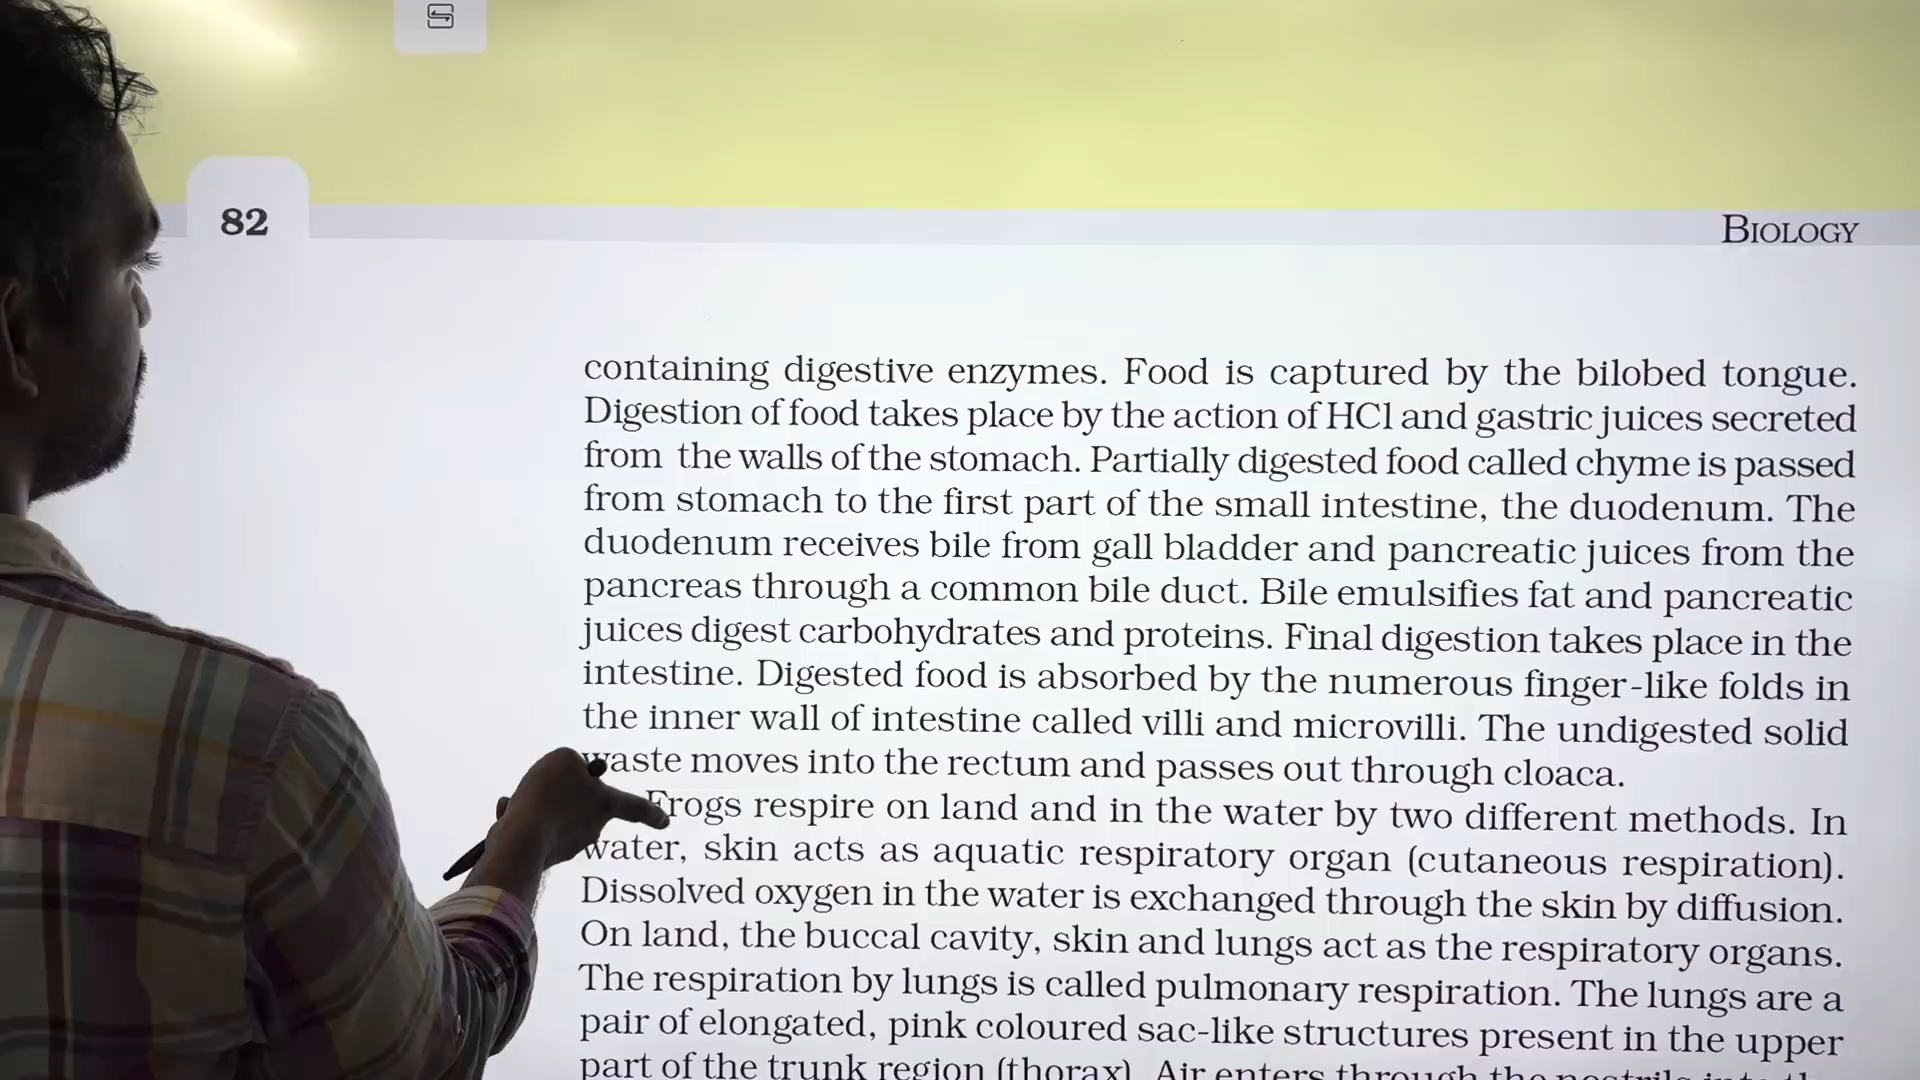 82
BIOLOGY
containing digestive enzymes. Food is captured by the bilobed tongue.
Digestion of food takes place by the action of HCl and gastric juices secreted
from the walls of the stomach. Partially digested food called chyme is passed
from stomach to the first part of the small intestine, the duodenum. The
duodenum receives bile from gall bladder and pancreatic juices from the
pancreas through a common bile duct. Bile emulsifies fat and pancreatic
juices digest carbohydrates and proteins. Final digestion takes place in the
intestine. Digested food is absorbed by the numerous finger-like folds in
the inner wall of intestine called villi and microvilli. The undigested solid
waste moves into the rectum and passes out through cloaca.
Frogs respire on land and in the water by two different methods. In
water, skin acts as aquatic respiratory organ (cutaneous respiration).
Dissolved oxygen in the water is exchanged through the skin by diffusion.
On land, the buccal cavity, skin and lungs act as the respiratory organs.
The respiration by lungs is called pulmonary respiration. The lungs are a
pair of elongated, pink coloured sac-like structures present in the upper
part of the trunk region (thorax). Air enters through the nostrils into